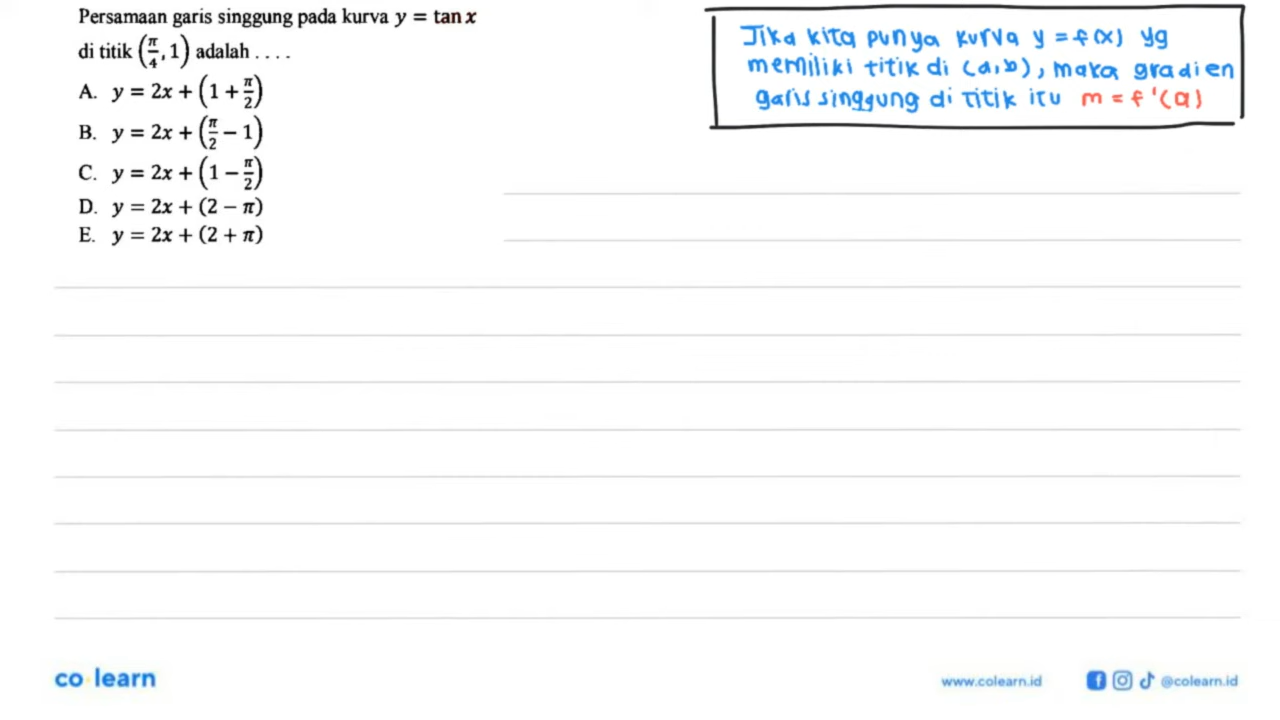 Persamaan garis singgung pada kurva y = tan x
di titik (π/4, 1) adalah . . . .
A. y = 2x + (1 + π/2)
B. y = 2x + (π/2 − 1)
C. y = 2x + (1 − π/2)
D. y = 2x + (2 − π)
E. y = 2x + (2 + π)
Jika kita punya kurva y = f(x) yg
memiliki titik di (a,b), maka gradien
garis singgung di titik itu m = f'(a)
co learn
www.colearn.id
@colearn.id